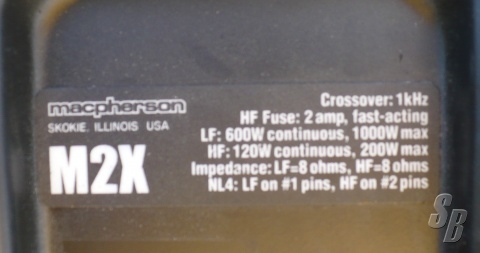 macpherson
SKOKIE, ILLINOIS USA
M2X
Crossover: 1kHz
HF Fuse: 2 amp, fast-acting
LF: 600W continuous, 1000W max
HF: 120W continuous, 200W max
Impedance: LF=8 ohms, HF=8 ohms
NL4: LF on #1 pins, HF on #2 pins
SB